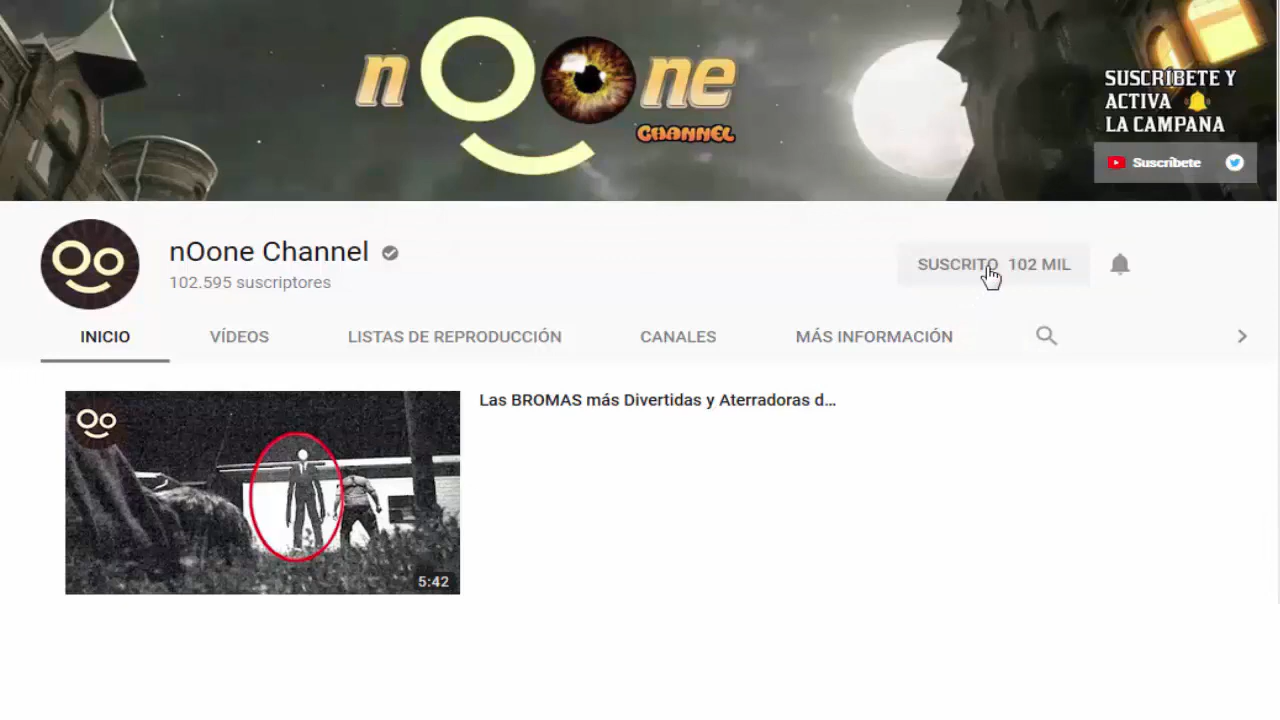 nOone
CHANNEL
SUSCRÍBETE Y
ACTIVA
LA CAMPANA
Suscríbete
nOone Channel
102.595 suscriptores
SUSCRITO 102 MIL
INICIO VÍDEOS LISTAS DE REPRODUCCIÓN CANALES MÁS INFORMACIÓN
Las BROMAS más Divertidas y Aterradoras d...
5:42